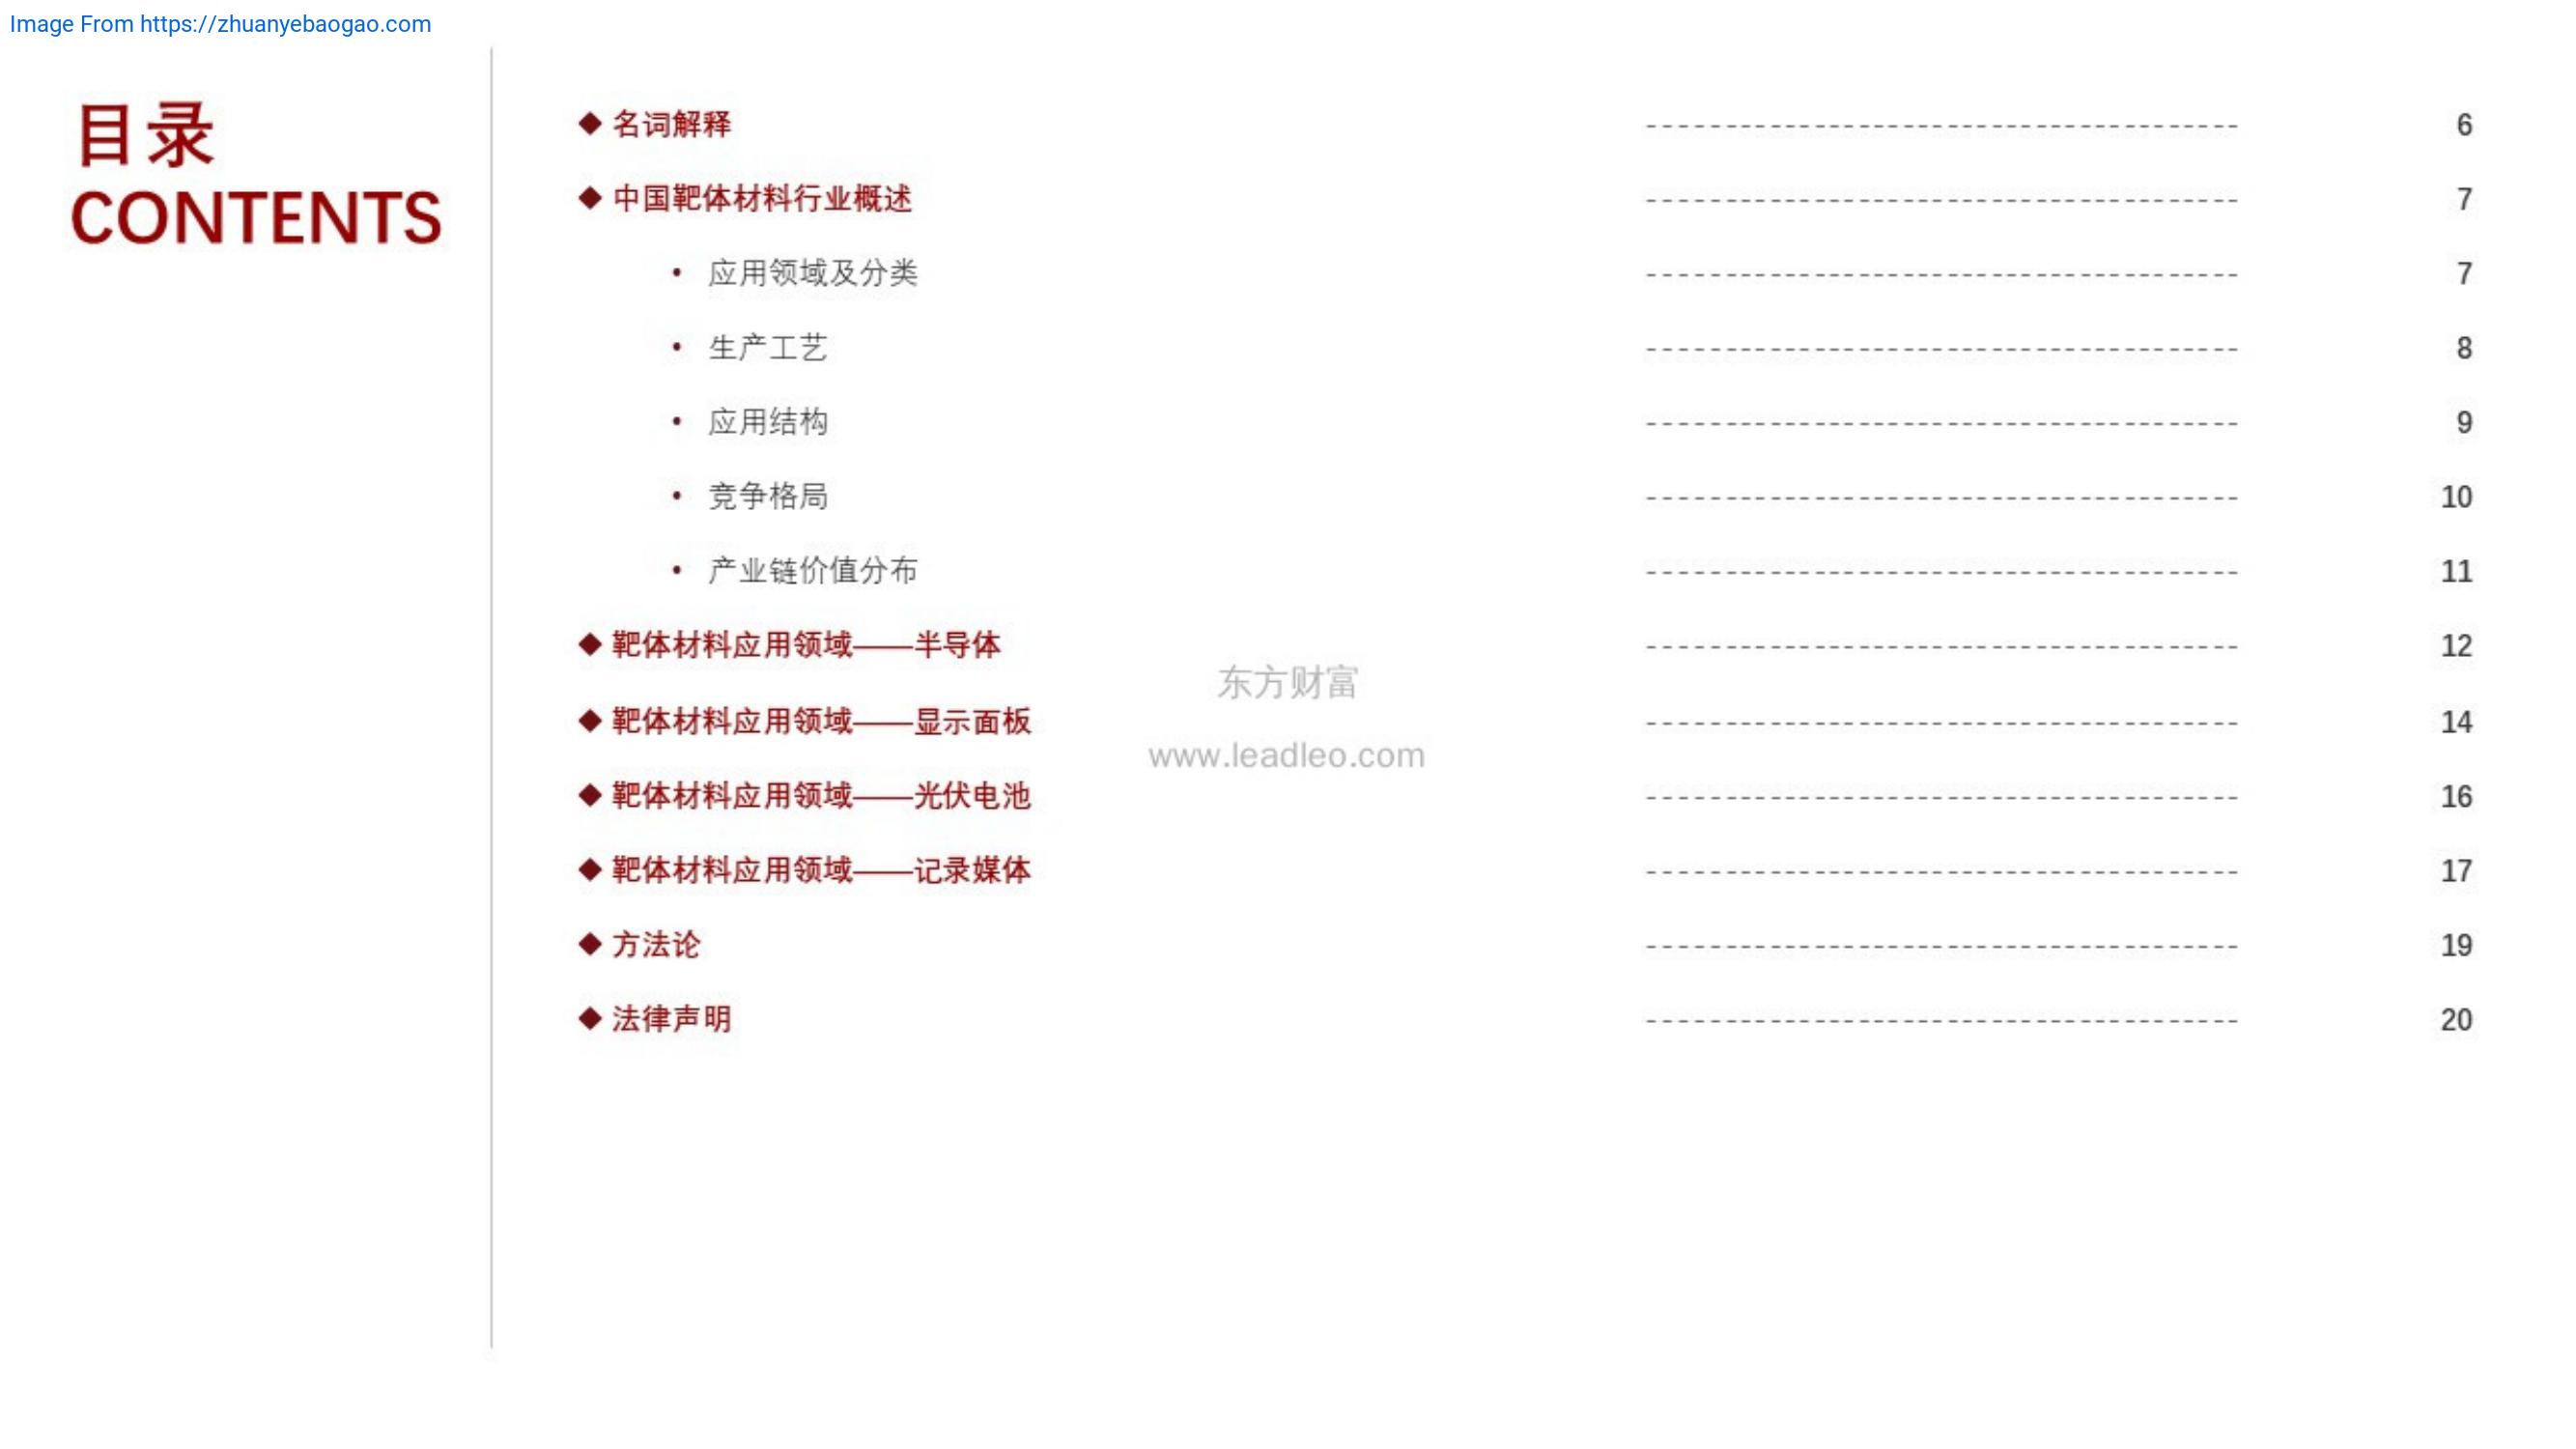 Image From https://zhuanyebaogao.com
目录
CONTENTS
◆ 名词解释 ------------------------------------- 6
◆ 中国靶体材料行业概述 ------------------------------------- 7
• 应用领域及分类 ------------------------------------- 7
• 生产工艺 ------------------------------------- 8
• 应用结构 ------------------------------------- 9
• 竞争格局 ------------------------------------- 10
• 产业链价值分布 ------------------------------------- 11
◆ 靶体材料应用领域——半导体 ------------------------------------- 12
东方财富
◆ 靶体材料应用领域——显示面板 ------------------------------------- 14
www.leadleo.com
◆ 靶体材料应用领域——光伏电池 ------------------------------------- 16
◆ 靶体材料应用领域——记录媒体 ------------------------------------- 17
◆ 方法论 ------------------------------------- 19
◆ 法律声明 ------------------------------------- 20